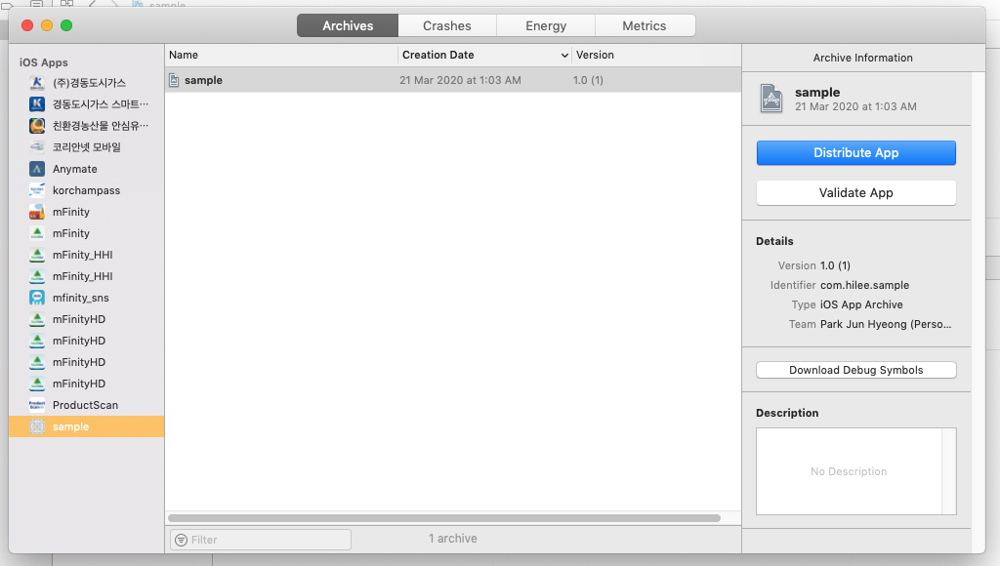 sample
Archives
Crashes
Energy
Metrics
iOS Apps
(주)경동도시가스
경동도시가스 스마트…
친환경농산물 안심유…
코리안넷 모바일
Anymate
korchampass
mFinity
mFinity
mFinity_HHI
mFinity_HHI
mfinity_sns
mFinityHD
mFinityHD
mFinityHD
mFinityHD
ProductScan
sample
Name Creation Date Version
sample 21 Mar 2020 at 1:03 AM 1.0 (1)
Filter
1 archive
Archive Information
sample
21 Mar 2020 at 1:03 AM
Distribute App
Validate App
Details
Version 1.0 (1)
Identifier com.hilee.sample
Type iOS App Archive
Team Park Jun Hyeong (Perso...
Download Debug Symbols
Description
No Description